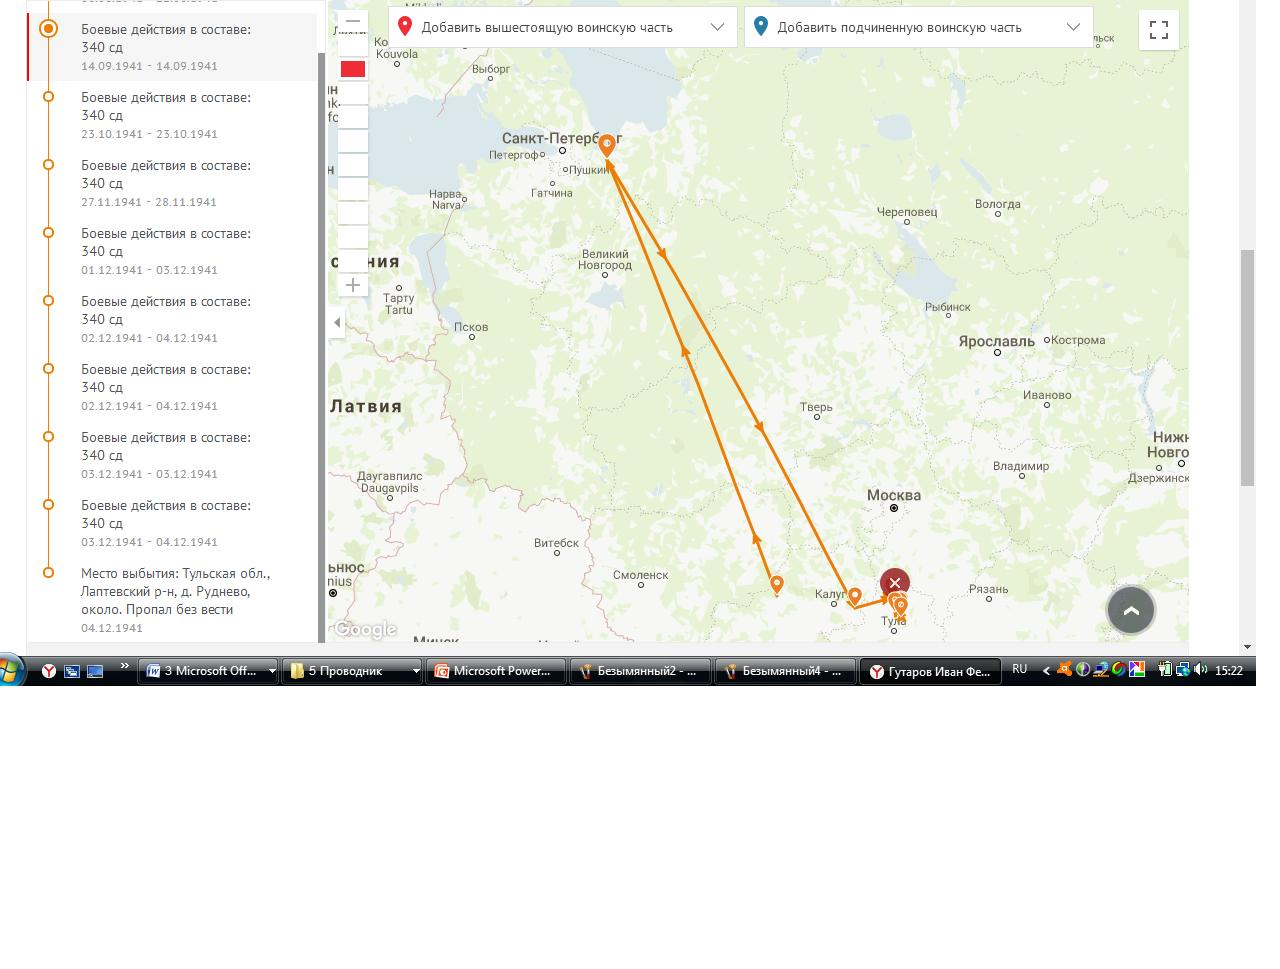 Боевые действия в составе:
340 сд
14.09.1941 - 14.09.1941
Боевые действия в составе:
340 сд
23.10.1941 - 23.10.1941
Боевые действия в составе:
340 сд
27.11.1941 - 28.11.1941
Боевые действия в составе:
340 сд
01.12.1941 - 03.12.1941
Боевые действия в составе:
340 сд
02.12.1941 - 04.12.1941
Боевые действия в составе:
340 сд
02.12.1941 - 04.12.1941
Боевые действия в составе:
340 сд
03.12.1941 - 03.12.1941
Боевые действия в составе:
340 сд
03.12.1941 - 04.12.1941
Место выбытия: Тульская обл.,
Лаптевский р-н, д. Руднево,
около. Пропал без вести
04.12.1941
Добавить вышестоящую воинскую часть
Добавить подчиненную воинскую часть
Kouvola
Выборг
Санкт-Петербург
Петергоф
Пушкин
Гатчина
Нарва
Narva
Череповец
Вологда
Великий
Новгород
Тарту
Tartu
Псков
Рыбинск
Ярославль
Кострома
Латвия
Тверь
Иваново
Даугавпилс
Daugavpils
Владимир
Москва
Витебск
Смоленск
Рязань
Тула
Google
3 Microsoft Off...
5 Проводник
Microsoft Power...
Безымянный2 - ...
Безымянный4 - ...
Гутаров Иван Фе...
RU
15:22